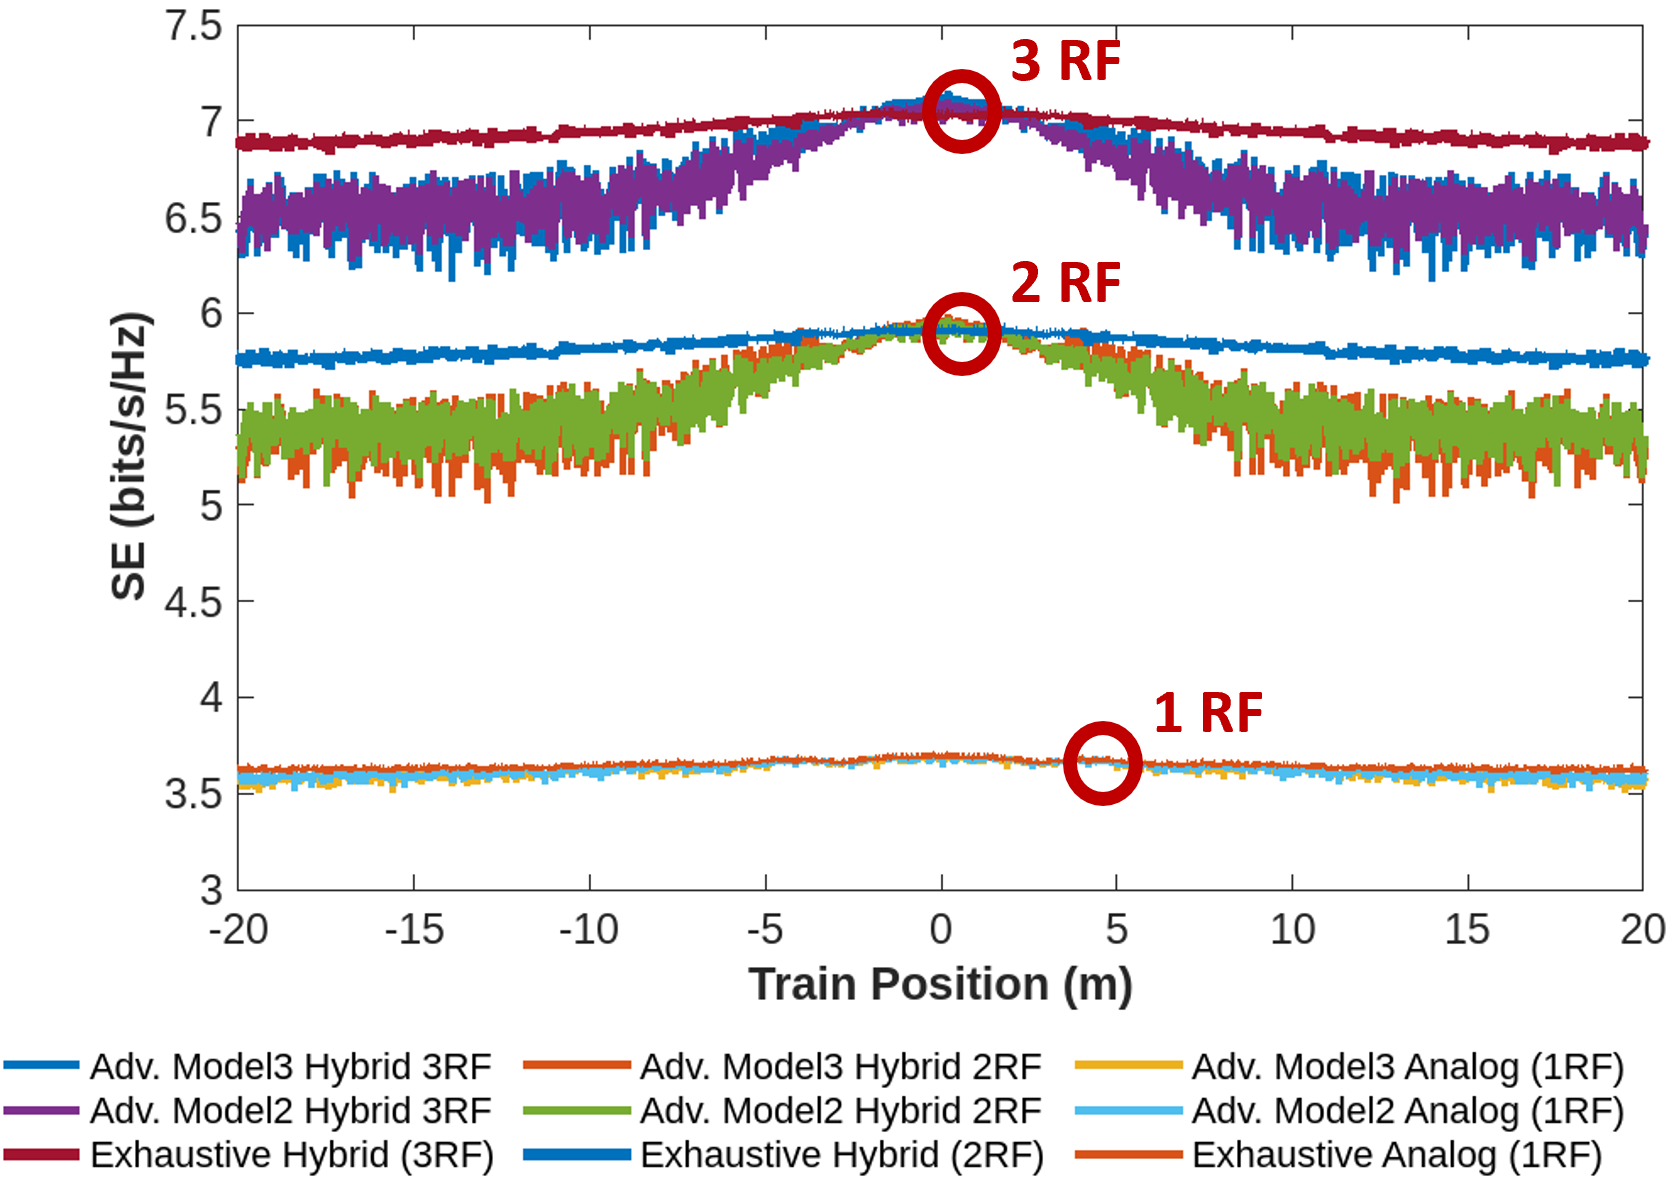 7.5
7
6.5
6
5.5
5
4.5
4
3.5
3
SE (bits/s/Hz)
3 RF
2 RF
1 RF
-20 -15 -10 -5 0 5 10 15 20
Train Position (m)
Adv. Model3 Hybrid 3RF Adv. Model3 Hybrid 2RF Adv. Model3 Analog (1RF)
Adv. Model2 Hybrid 3RF Adv. Model2 Hybrid 2RF Adv. Model2 Analog (1RF)
Exhaustive Hybrid (3RF) Exhaustive Hybrid (2RF) Exhaustive Analog (1RF)